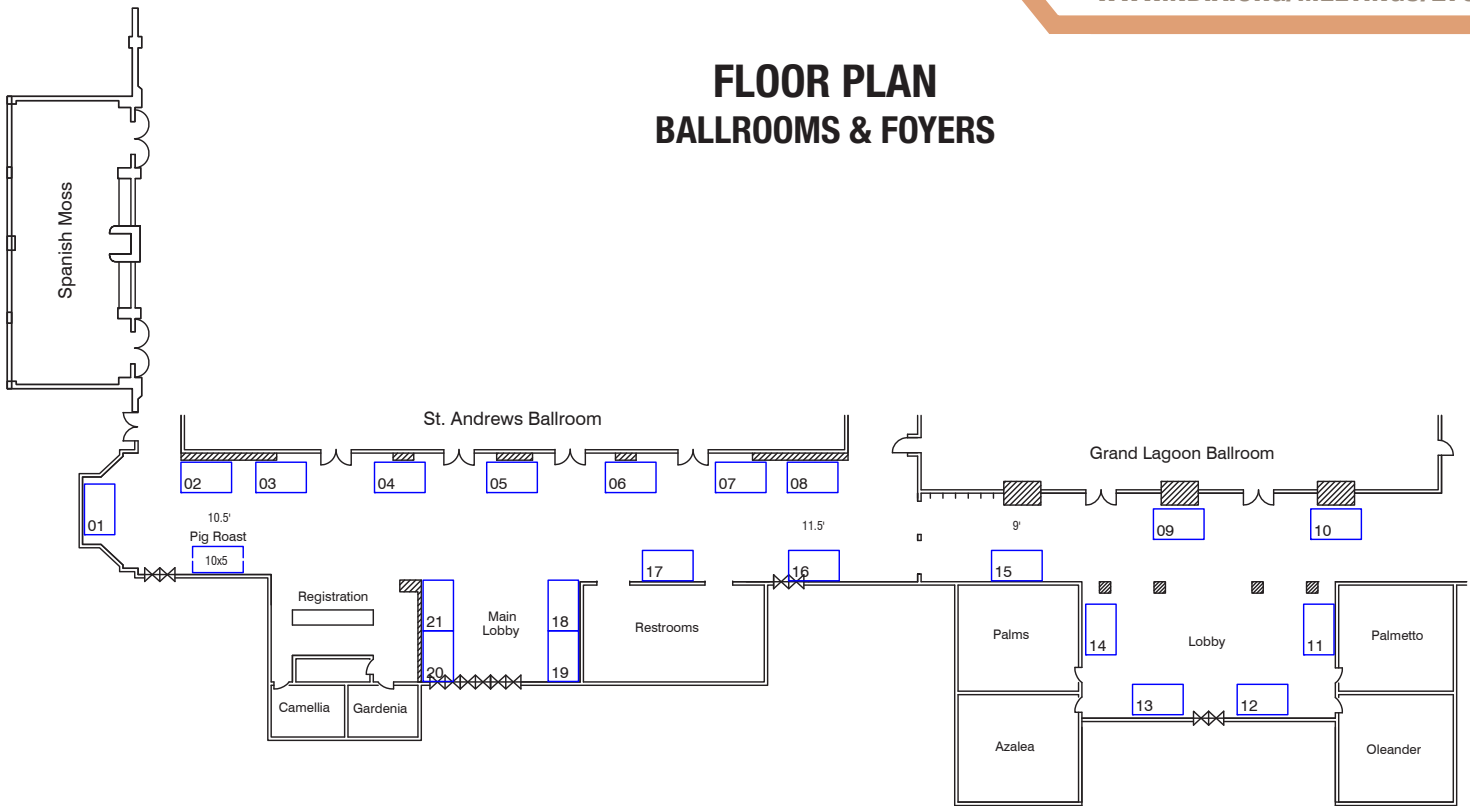 FLOOR PLAN
BALLROOMS & FOYERS
Spanish Moss
St. Andrews Ballroom
Grand Lagoon Ballroom
01
02
03
04
05
06
07
08
09
10
10.5'
Pig Roast
10x5
11.5'
9'
17
16
15
Registration
21
Main
Lobby
18
20
19
Restrooms
Camellia
Gardenia
Palms
14
Lobby
11
Palmetto
13
12
Azalea
Oleander